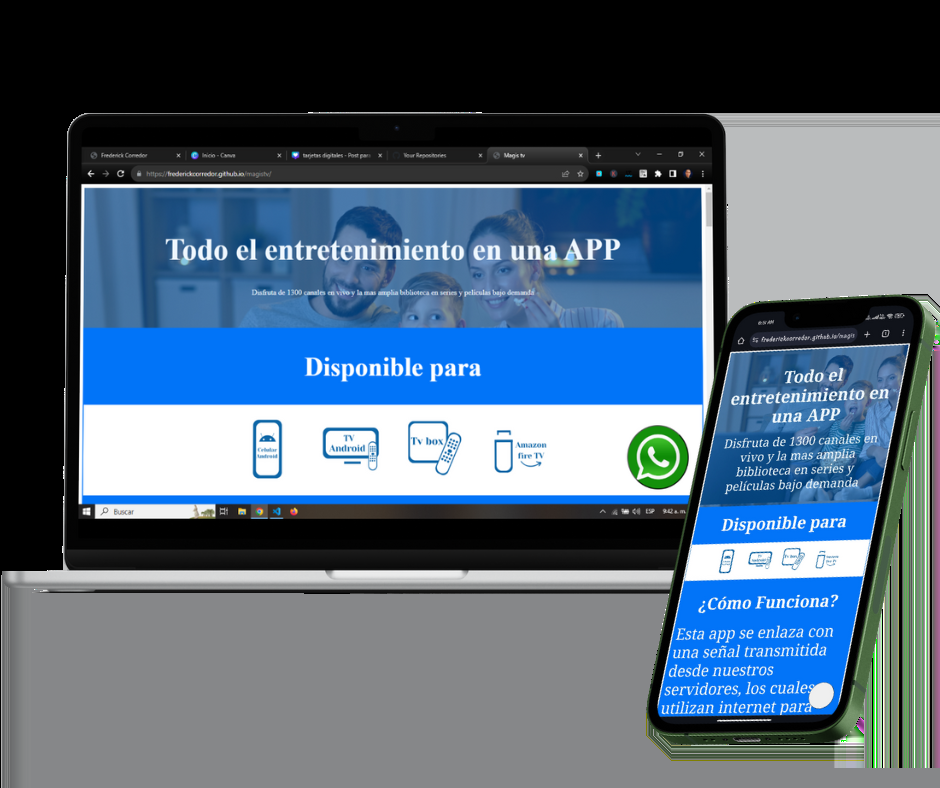 Frederick Corredor
Inicio - Canva
tarjetas digitales - Post para
Your Repositories
Magis tv
https://frederickcorredor.github.io/magistv/
Todo el entretenimiento en una APP
Disfruta de 1300 canales en vivo y la mas amplia biblioteca en series y peliculas bajo demanda
Disponible para
Celular
Android
TV
Android
Tv box
Amazon
fire TV
Buscar
ESP
9:42 a. m.
frederickcorredor.github.io/magis
Todo el
entretenimiento en
una APP
Disfruta de 1300 canales en
vivo y la mas amplia
biblioteca en series y
películas bajo demanda
Disponible para
¿Cómo Funciona?
Esta app se enlaza con
una señal transmitida
desde nuestros
servidores, los cuales
utilizan internet para